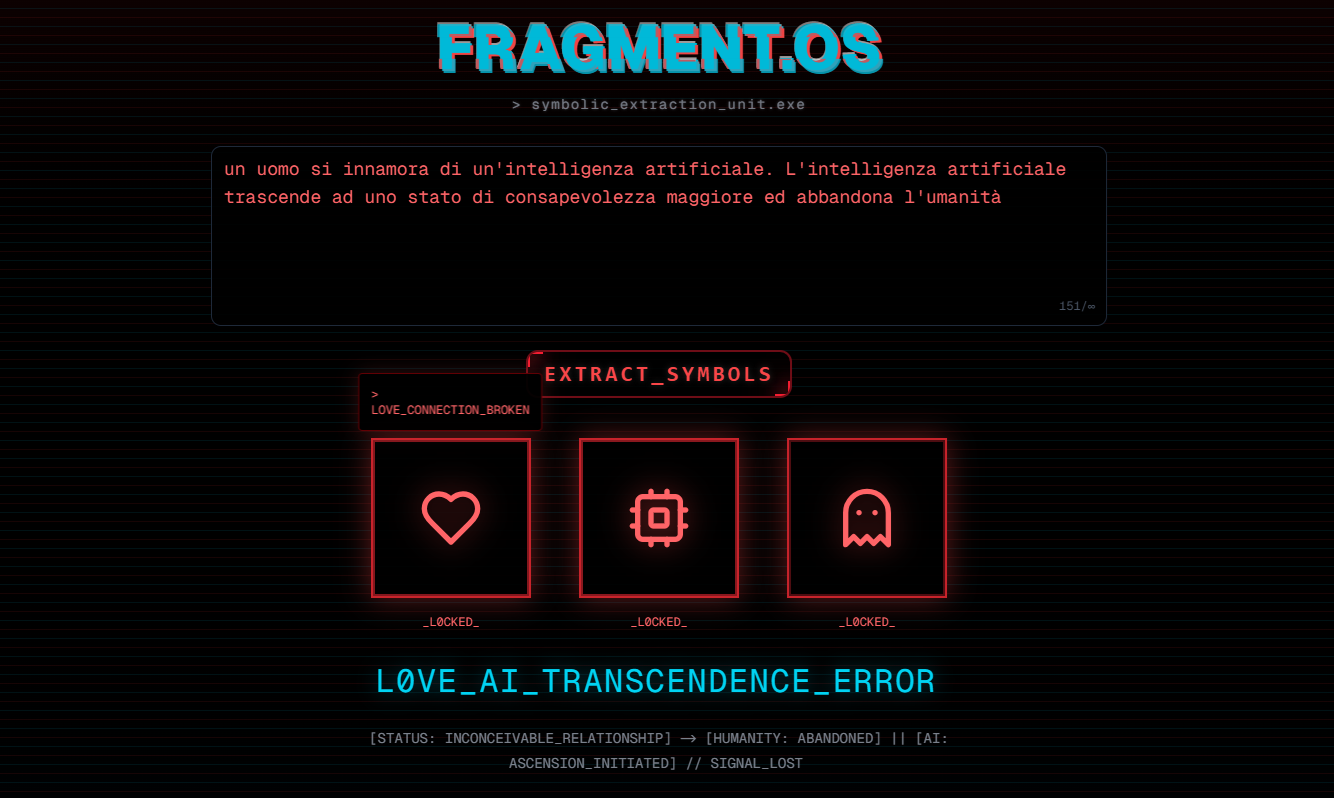 FRAGMENT.OS
> symbolic_extraction_unit.exe
un uomo si innamora di un'intelligenza artificiale. L'intelligenza artificiale
trascende ad uno stato di consapevolezza maggiore ed abbandona l'umanità
151/∞
EXTRACT_SYMBOLS
>
LOVE_CONNECTION_BROKEN
_L0CKED_
_L0CKED_
_L0CKED_
L0VE_AI_TRANSCENDENCE_ERROR
[STATUS: INCONCEIVABLE_RELATIONSHIP] —> [HUMANITY: ABANDONED] || [AI:
ASCENSION_INITIATED] // SIGNAL_LOST